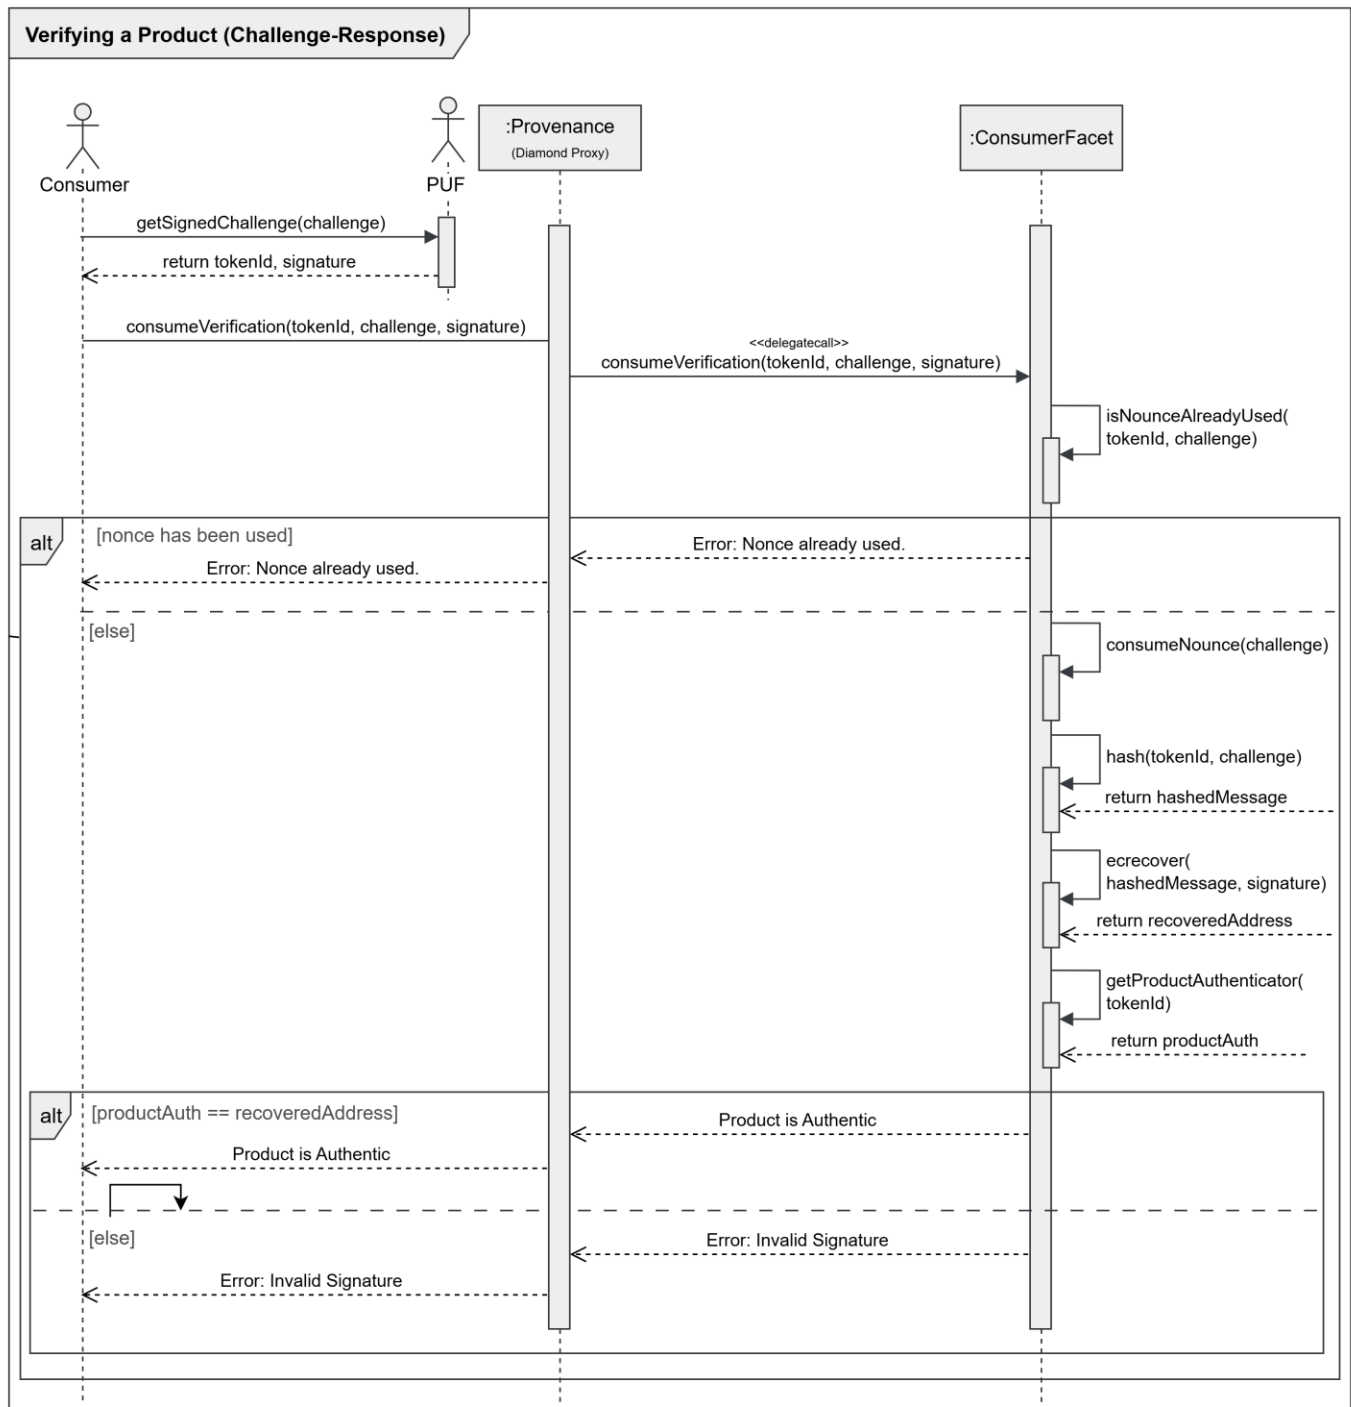 Verifying a Product (Challenge-Response)
:Provenance
(Diamond Proxy)
:ConsumerFacet
Consumer
PUF
getSignedChallenge(challenge)
return tokenId, signature
consumeVerification(tokenId, challenge, signature)
<<delegatecall>>
consumeVerification(tokenId, challenge, signature)
isNounceAlreadyUsed(
tokenId, challenge)
alt
[nonce has been used]
Error: Nonce already used.
Error: Nonce already used.
[else]
consumeNounce(challenge)
hash(tokenId, challenge)
return hashedMessage
ecrecover(
hashedMessage, signature)
return recoveredAddress
getProductAuthenticator(
tokenId)
return productAuth
alt
[productAuth == recoveredAddress]
Product is Authentic
Product is Authentic
[else]
Error: Invalid Signature
Error: Invalid Signature